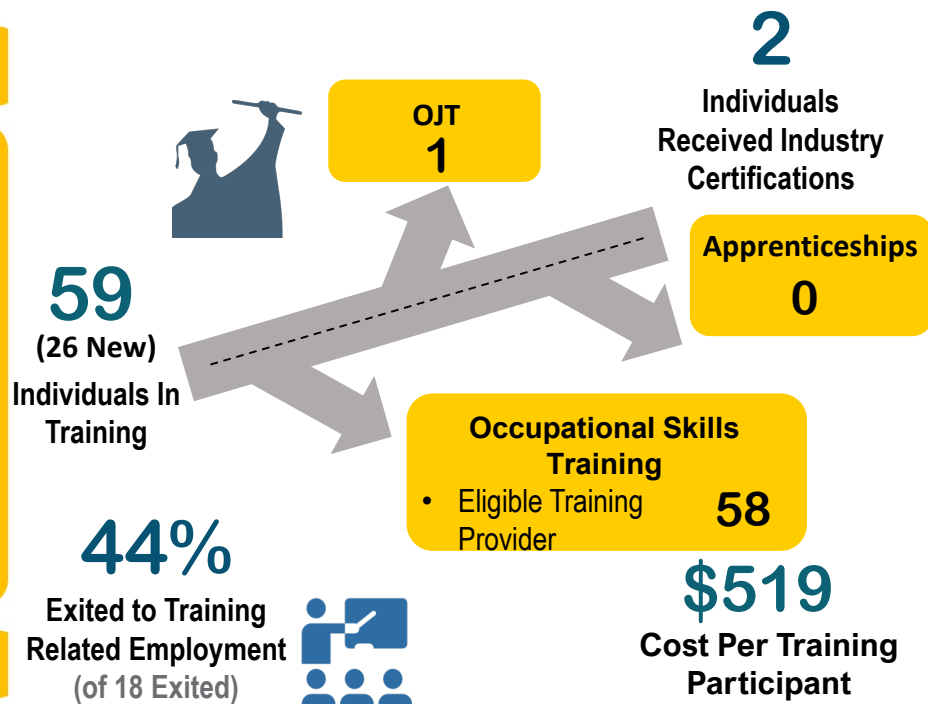 2
Individuals
Received Industry
Certifications
OJT
1
Apprenticeships
0
59
(26 New)
Individuals In
Training
Occupational Skills
Training
• Eligible Training
Provider
58
44%
Exited to Training
Related Employment
(of 18 Exited)
$519
Cost Per Training
Participant